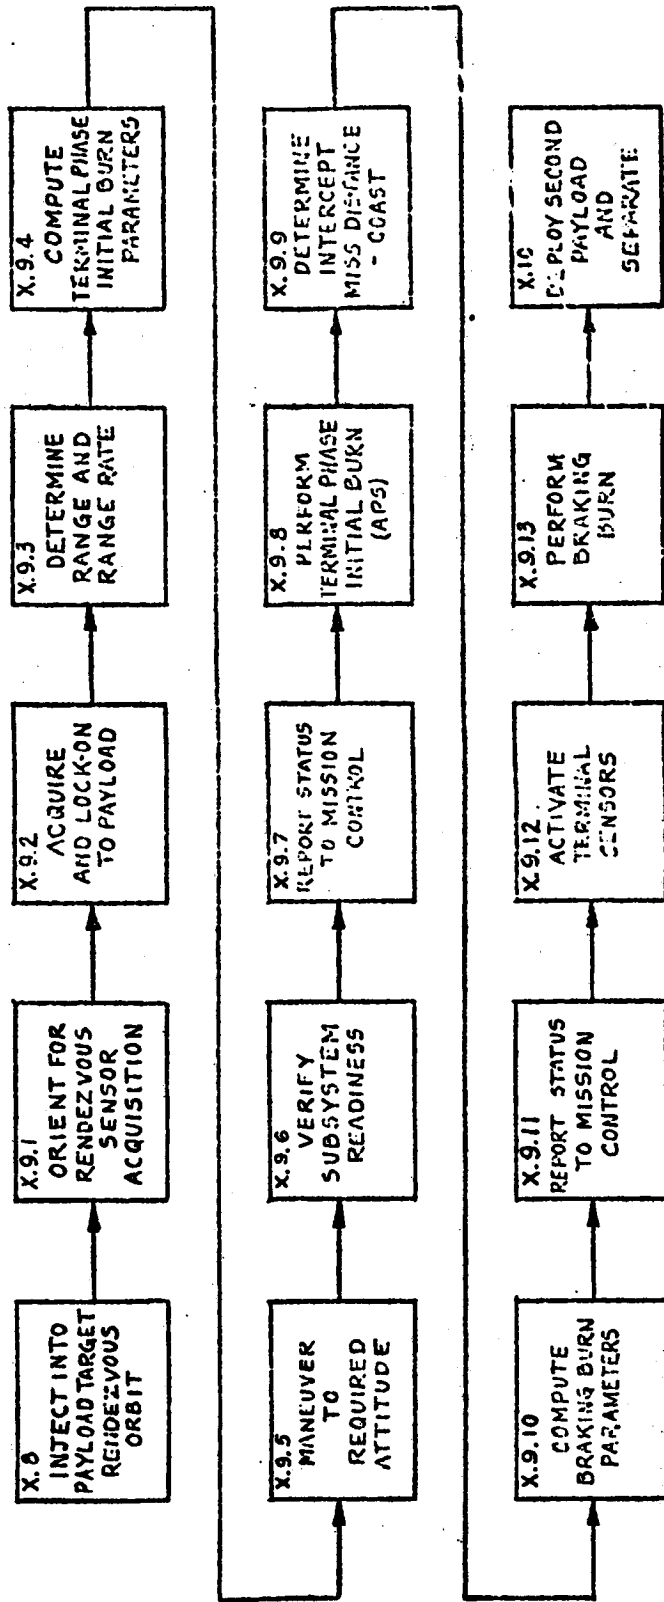 X.8
INJECT INTO
PAYLOAD TARGET
RENDEZVOUS
ORBIT
X.9.1
ORIENT FOR
RENDEZVOUS
SENSOR
ACQUISITION
X.9.2
ACQUIRE
AND LOCK-ON
TO PAYLOAD
X.9.3
DETERMINE
RANGE AND
RANGE RATE
X.9.4
COMPUTE
TERMINAL PHASE
INITIAL BURN
PARAMETERS
X.9.5
MANEUVER
TO
REQUIRED
ATTITUDE
X.9.6
VERIFY
SUBSYSTEM
READINESS
X.9.7
REPORT STATUS
TO MISSION
CONTROL
X.9.8
PERFORM
TERMINAL PHASE
INITIAL BURN
(APS)
X.9.9
DETERMINE
INTERCEPT
MISS DISTANCE
- COAST
X.9.10
COMPUTE
BRAKING BURN
PARAMETERS
X.9.11
REPORT STATUS
TO MISSION
CONTROL
X.9.12
ACTIVATE
TERMINAL
SENSORS
X.9.13
PERFORM
BRAKING
BURN
X.10
DEPLOY SECOND
PAYLOAD
AND
SEPARATE